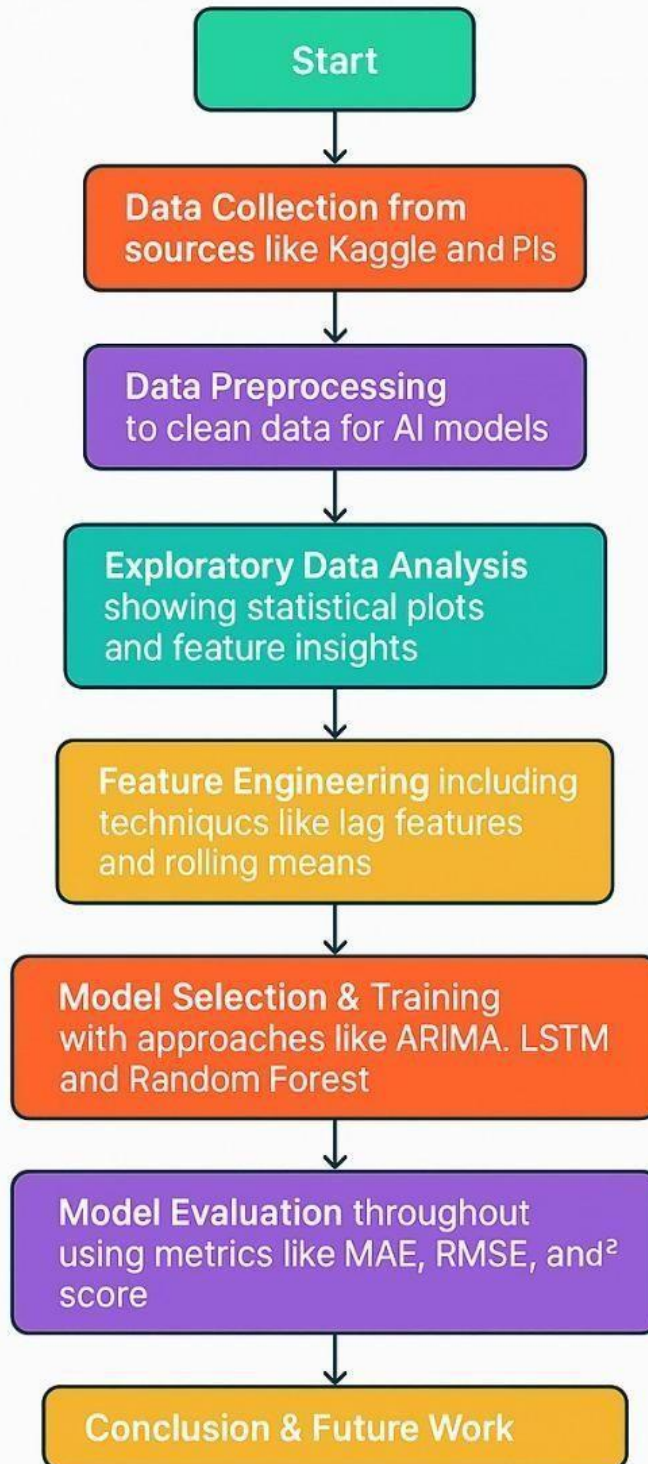 Start
Data Collection from
sources like Kaggle and PIs
Data Preprocessing
to clean data for AI models
Exploratory Data Analysis
showing statistical plots
and feature insights
Feature Engineering including
techniqucs like lag features
and rolling means
Model Selection & Training
with approaches like ARIMA. LSTM
and Random Forest
Model Evaluation throughout
using metrics like MAE, RMSE, and²
score
Conclusion & Future Work